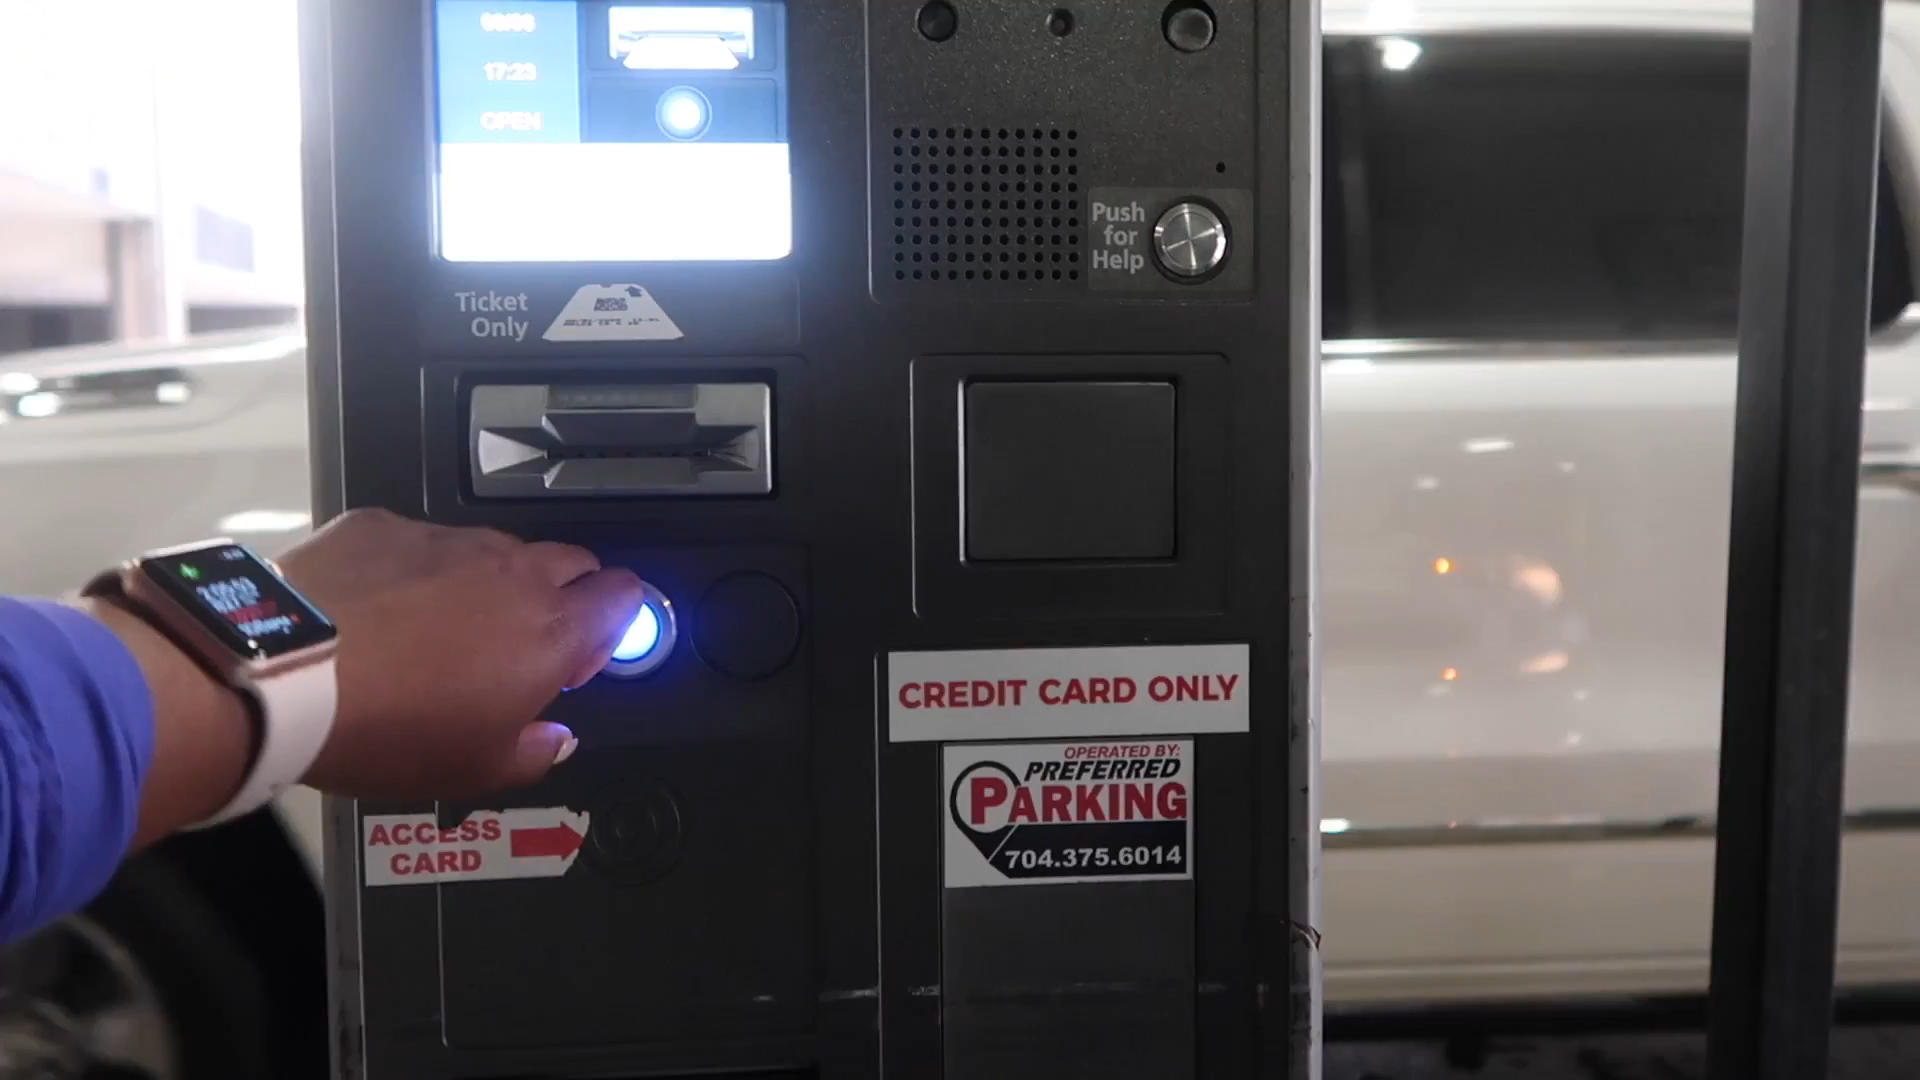 17:23
OPEN
Ticket
Only
Push
for
Help
CREDIT CARD ONLY
OPERATED BY:
PREFERRED
PARKING
704.375.6014
ACCESS
CARD